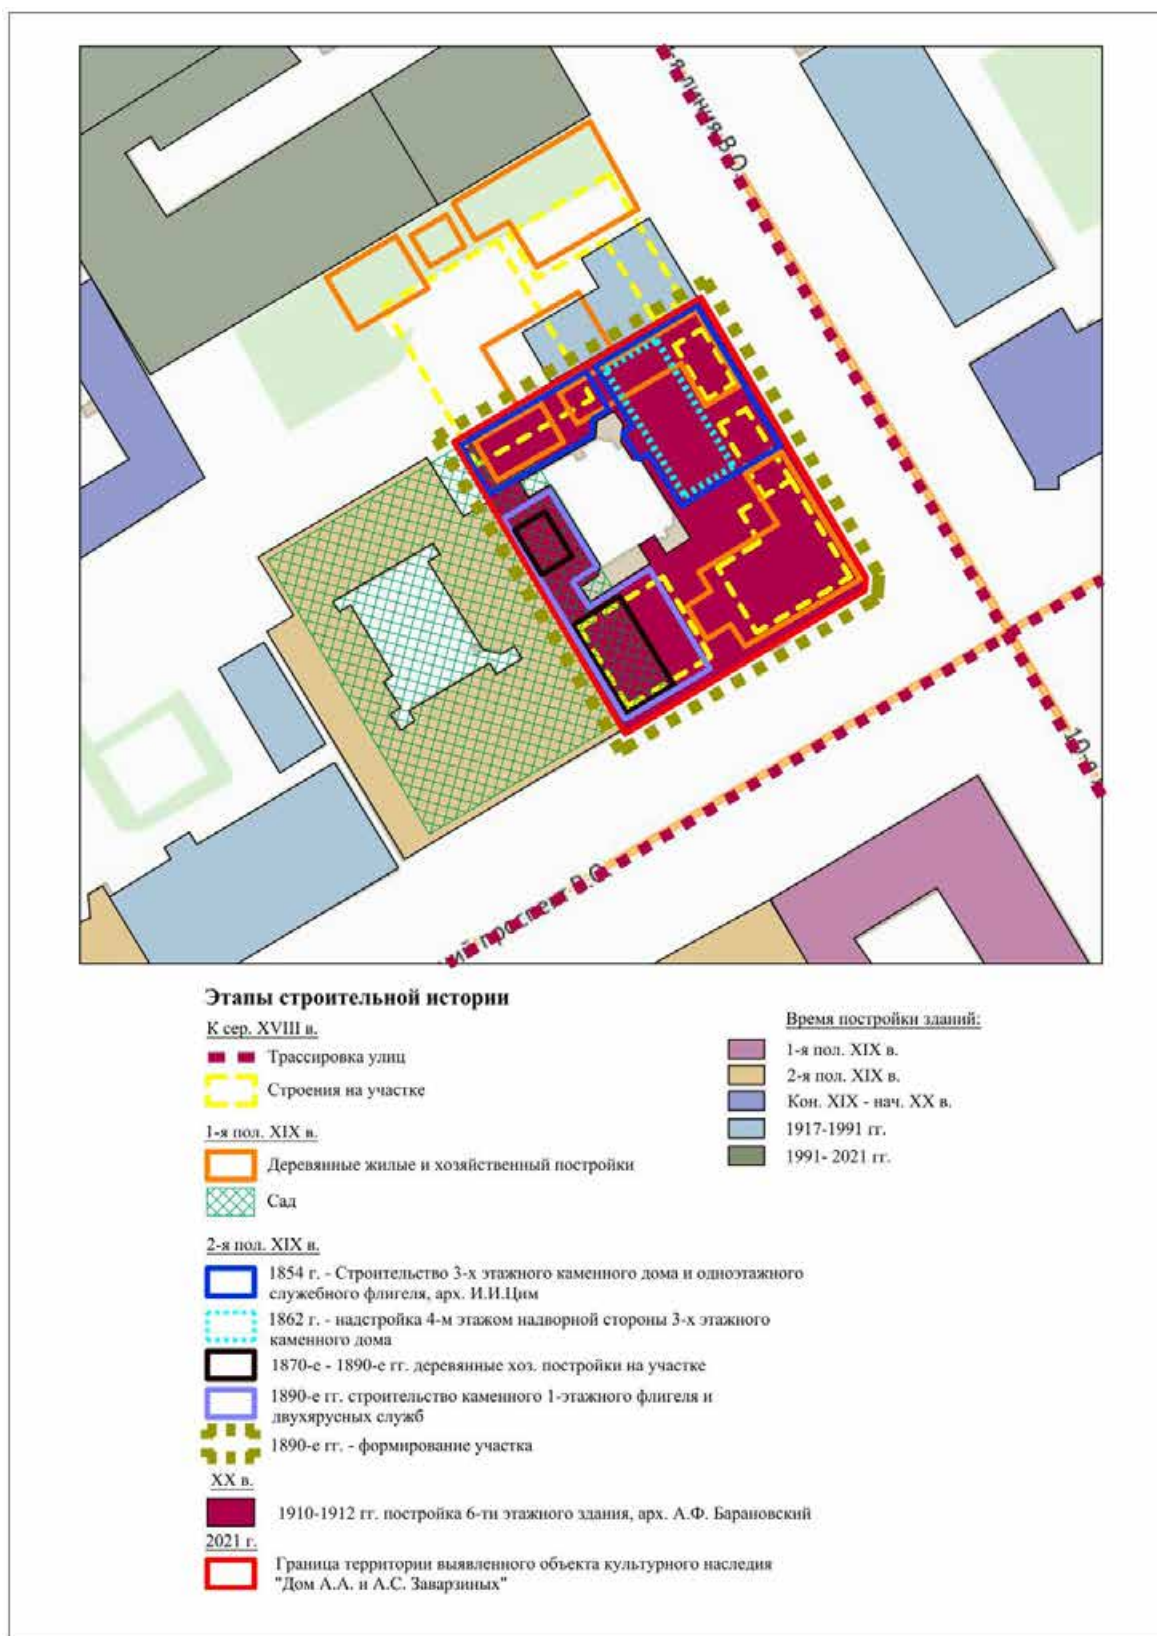 линия В.О.
10-я
Этапы строительной истории
К сер. XVIII в.
Трассировка улиц
Строения на участке
1-я пол. XIX в.
Деревянные жилые и хозяйственный постройки
Сад
2-я пол. XIX в.
1854 г. - Строительство 3-х этажного каменного дома и одноэтажного
служебного флигеля, арх. И.И.Цим
1862 г. - надстройка 4-м этажом надворной стороны 3-х этажного
каменного дома
1870-е - 1890-е гг. деревянные хоз. постройки на участке
1890-е гг. строительство каменного 1-этажного флигеля и
двухярусных служб
1890-е гг. - формирование участка
XX в.
1910-1912 гг. постройка 6-ти этажного здания, арх. А.Ф. Барановский
2021 г.
Граница территории выявленного объекта культурного наследия
"Дом А.А. и А.С. Заварзиных"
Время постройки зданий:
1-я пол. XIX в.
2-я пол. XIX в.
Кон. XIX - нач. XX в.
1917-1991 гг.
1991- 2021 гг.